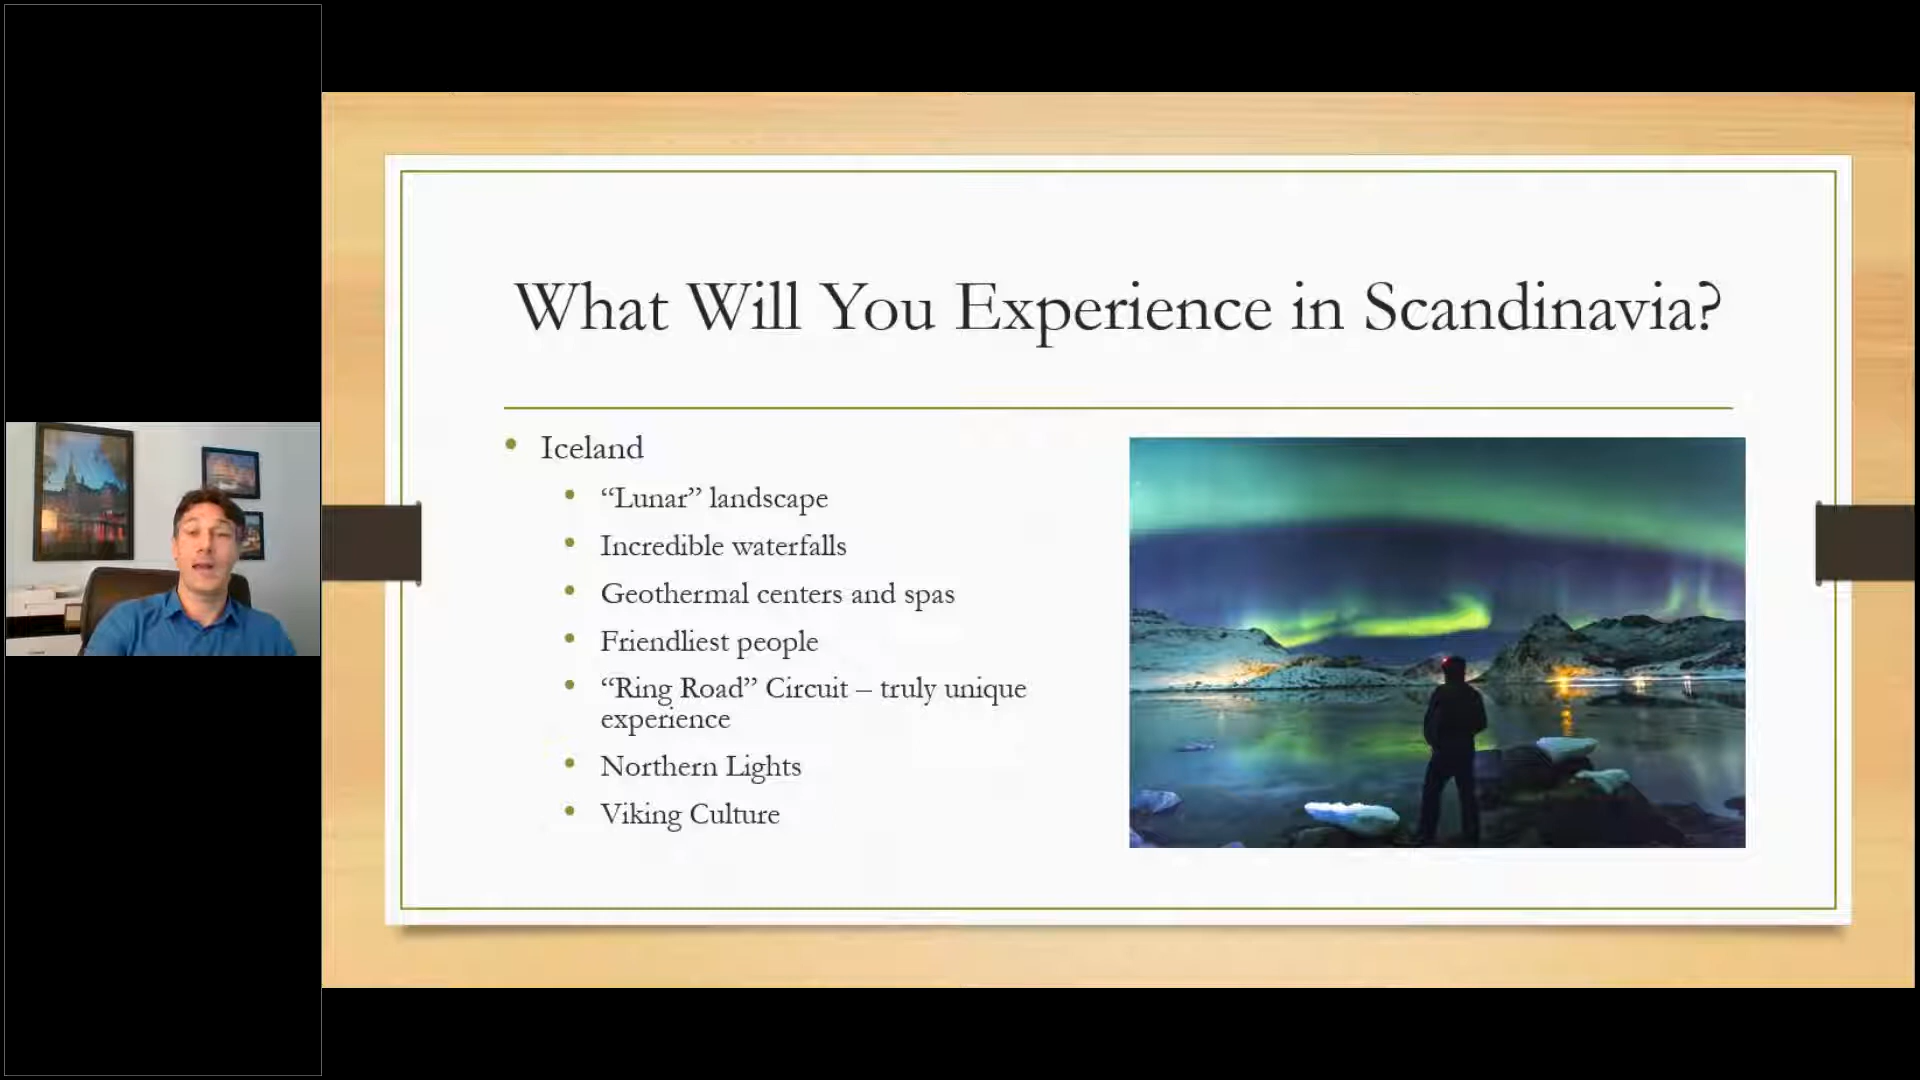 What Will You Experience in Scandinavia?
Iceland
“Lunar” landscape
Incredible waterfalls
Geothermal centers and spas
Friendliest people
“Ring Road” Circuit – truly unique
experience
Northern Lights
Viking Culture